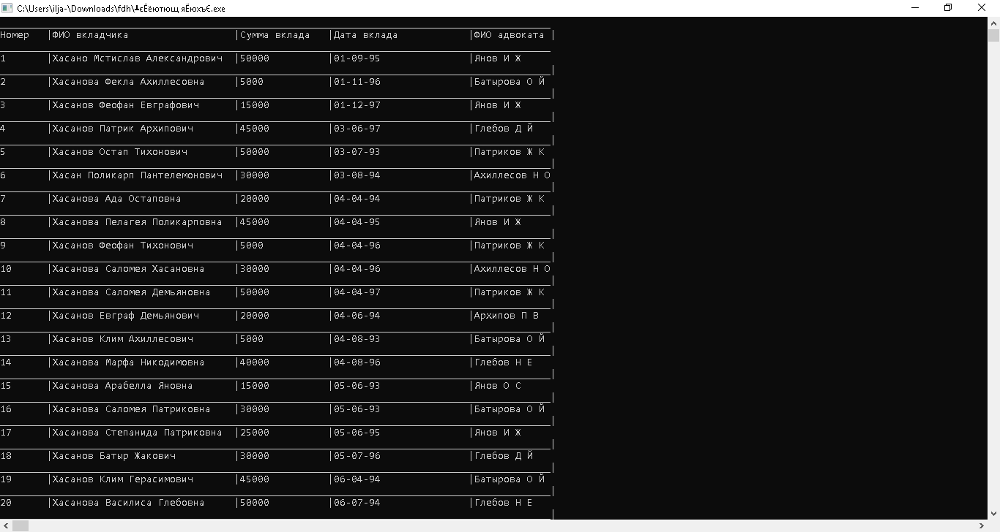 C:\Users\ilja-\Downloads\fdh\┻єЁёютющ яЁюхъЄ.exe
Номер |ФИО вкладчика |Сумма вклада |Дата вклада |ФИО адвоката |
1 |Хасано Мстислав Александрович |50000 |01-09-95 |Янов И Ж |
2 |Хасанова Фекла Ахиллесовна |5000 |01-11-96 |Батырова О Й |
3 |Хасанов Феофан Евграфович |15000 |01-12-97 |Янов И Ж |
4 |Хасанов Патрик Архипович |45000 |03-06-97 |Глебов Д Й |
5 |Хасанов Остап Тихонович |50000 |03-07-93 |Патриков Ж К |
6 |Хасан Поликарп Пантелемонович |30000 |03-08-94 |Ахиллесов Н О |
7 |Хасанова Ада Остаповна |20000 |04-04-94 |Патриков Ж К |
8 |Хасанова Пелагея Поликарповна |45000 |04-04-95 |Янов И Ж |
9 |Хасанов Феофан Тихонович |5000 |04-04-96 |Патриков Ж К |
10 |Хасанова Саломея Хасановна |30000 |04-04-96 |Ахиллесов Н О |
11 |Хасанова Саломея Демьяновна |50000 |04-04-97 |Патриков Ж К |
12 |Хасанов Евграф Демьянович |20000 |04-06-94 |Архипов П В |
13 |Хасанов Клим Ахиллесович |5000 |04-08-93 |Батырова О Й |
14 |Хасанова Марфа Никодимовна |40000 |04-08-96 |Глебов Н Е |
15 |Хасанова Арабелла Яновна |15000 |05-06-93 |Янов О С |
16 |Хасанова Саломея Патриковна |30000 |05-06-93 |Батырова О Й |
17 |Хасанова Степанида Патриковна |25000 |05-06-95 |Янов И Ж |
18 |Хасанов Батыр Жакович |30000 |05-07-96 |Глебов Д Й |
19 |Хасанов Клим Герасимович |45000 |06-04-94 |Батырова О Й |
20 |Хасанова Василиса Глебовна |50000 |06-07-94 |Глебов Н Е |